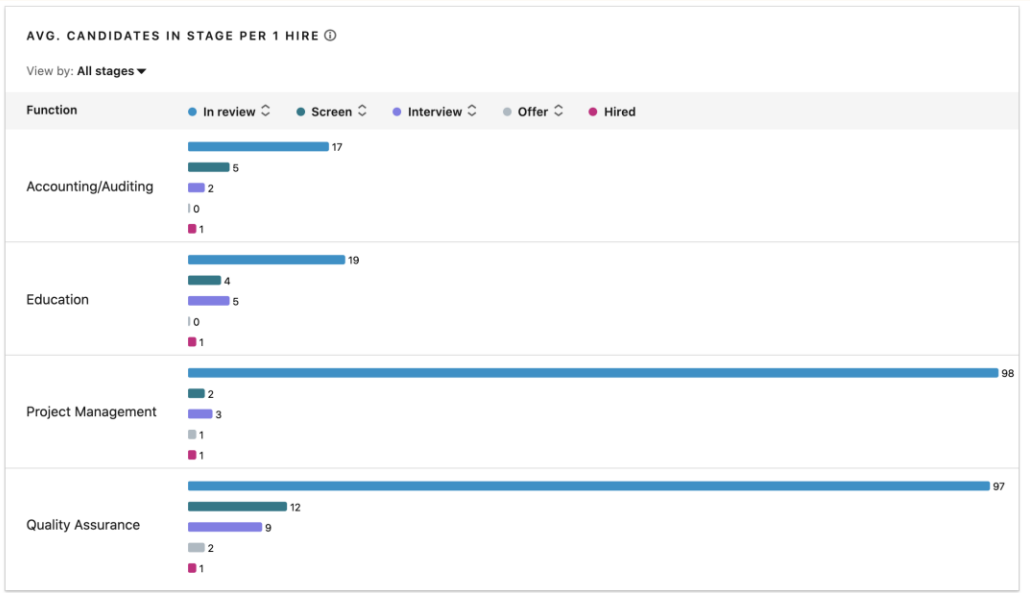 AVG. CANDIDATES IN STAGE PER 1 HIRE
View by: All stages
Function In review Screen Interview Offer Hired
17
5
Accounting/Auditing
2
0
1
19
4
Education
5
0
1
98
2
Project Management
3
1
1
97
12
Quality Assurance
9
2
1